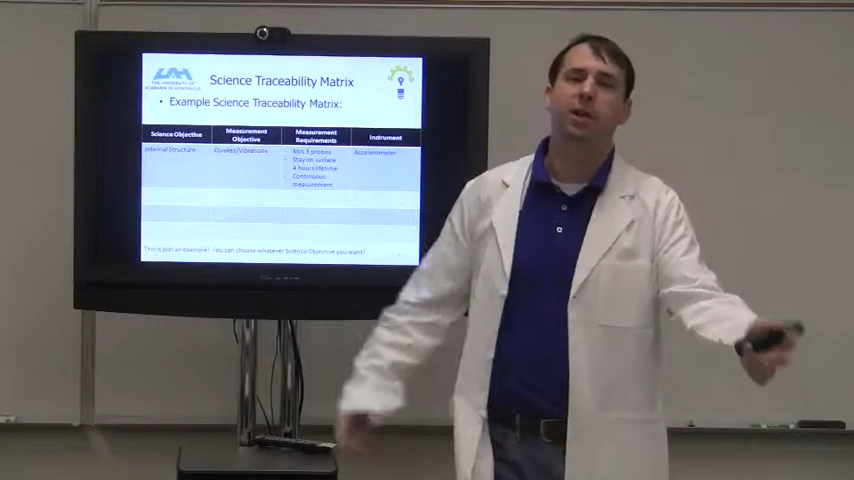 UAH
THE UNIVERSITY OF
ALABAMA IN HUNTSVILLE
Science Traceability Matrix
• Example Science Traceability Matrix:
Science Objective
Measurement
Objective
Measurement
Requirements
Instrument
Internal Structure
Quakes/Vibrations
- Min 3 probes
- Stay on surface
- 4 hours lifetime
- Continuous
measurement
Accelerometer
This is just an example! You can choose whatever Science Objective you want!